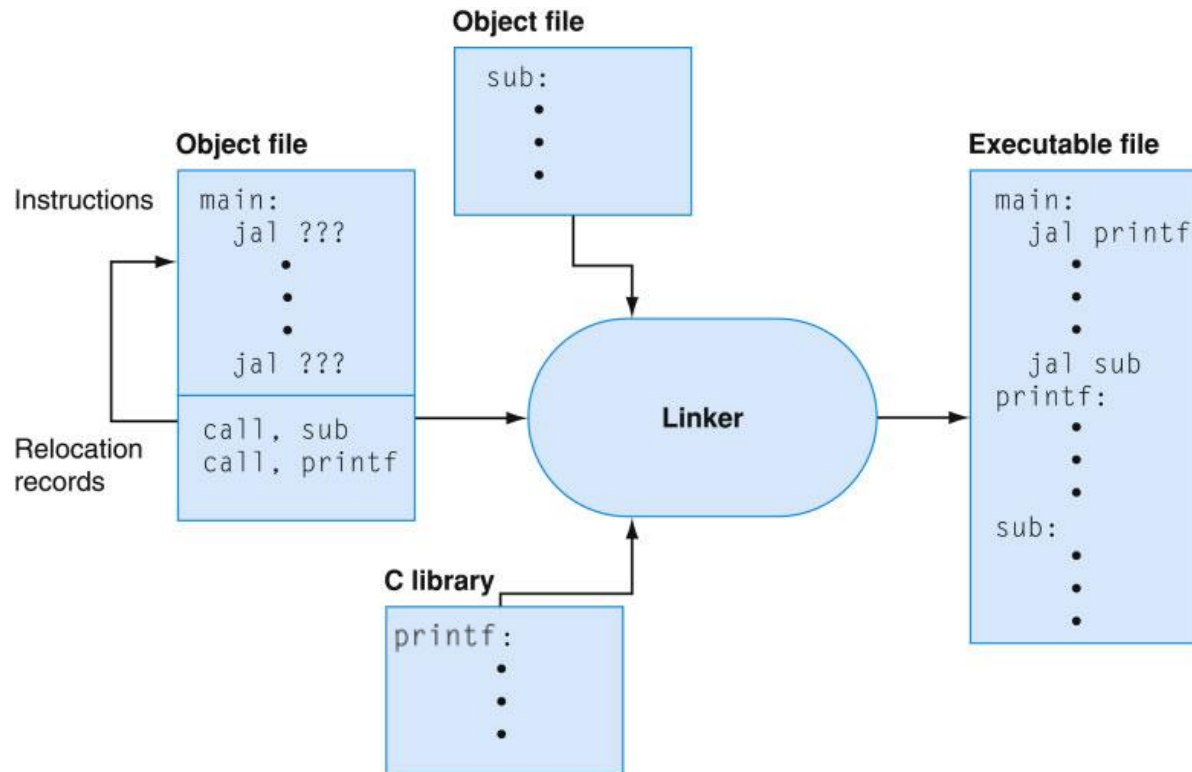 Object file
sub:
Object file
Instructions
main:
jal ???
jal ???
Relocation
records
call, sub
call, printf
Linker
C library
printf:
Executable file
main:
jal printf
jal sub
printf:
sub: